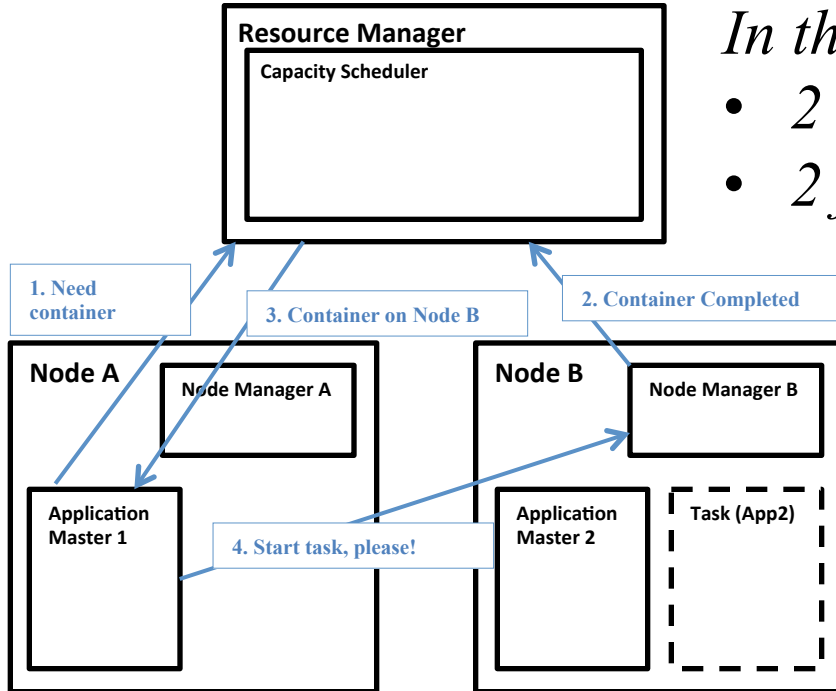 Resource Manager
Capacity Scheduler
In th
• 2
• 2
1. Need
container
3. Container on Node B
2. Container Completed
Node A
Node Manager A
Node B
Node Manager B
Application
Master 1
4. Start task, please!
Application
Master 2
Task (App2)